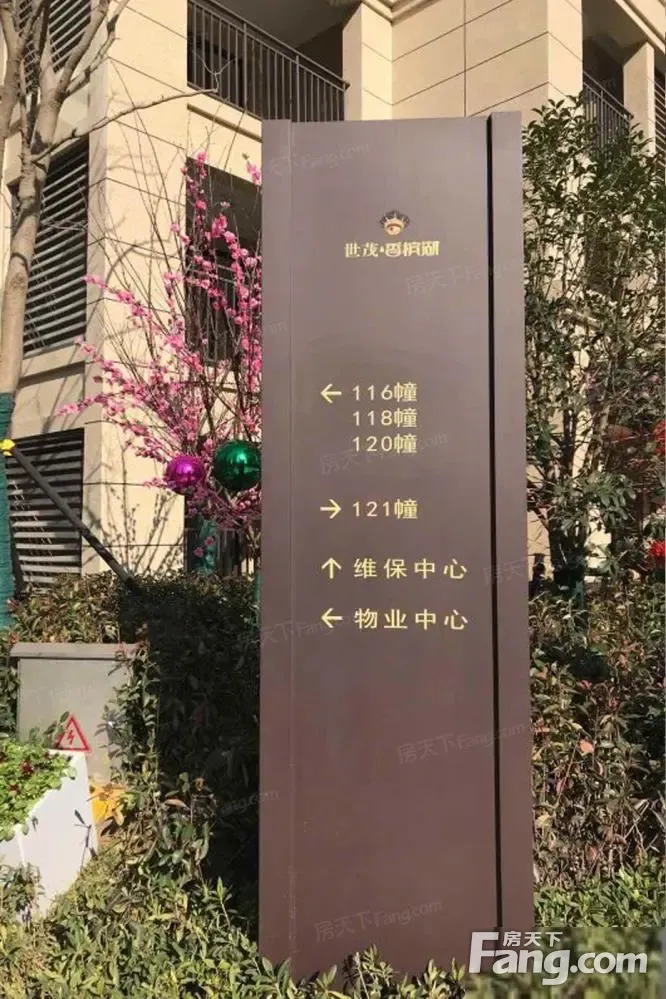 世茂·香槟湖
← 116幢
118幢
120幢
→ 121幢
↑ 维保中心
← 物业中心
房天下
Fang.com